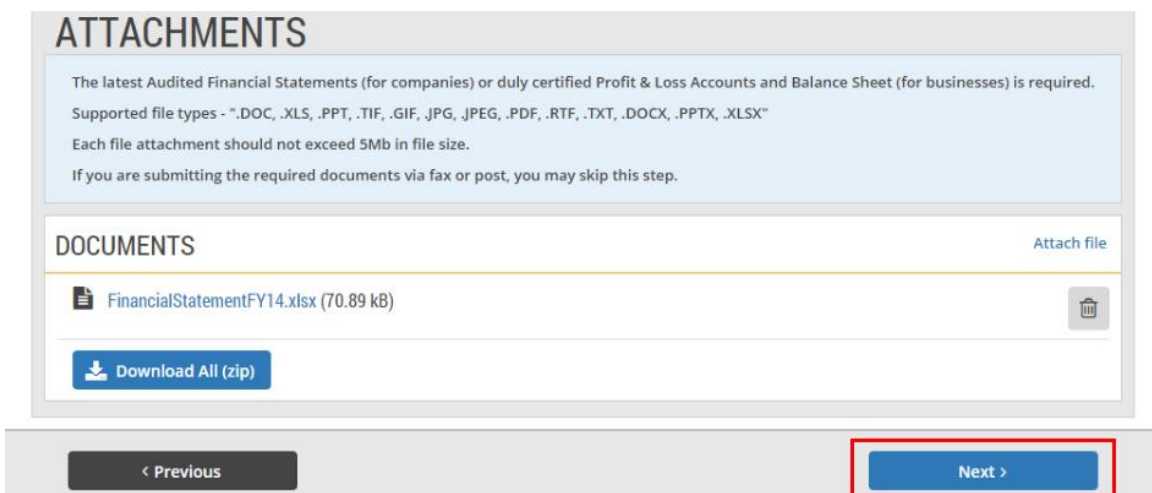 ATTACHMENTS
The latest Audited Financial Statements (for companies) or duly certified Profit & Loss Accounts and Balance Sheet (for businesses) is required.
Supported file types - ".DOC, .XLS, .PPT, .TIF, .GIF, .JPG, .JPEG, .PDF, .RTF, .TXT, .DOCX, .PPTX, .XLSX"
Each file attachment should not exceed 5Mb in file size.
If you are submitting the required documents via fax or post, you may skip this step.
DOCUMENTS
Attach file
FinancialStatementFY14.xlsx (70.89 kB)
Download All (zip)
< Previous
Next >